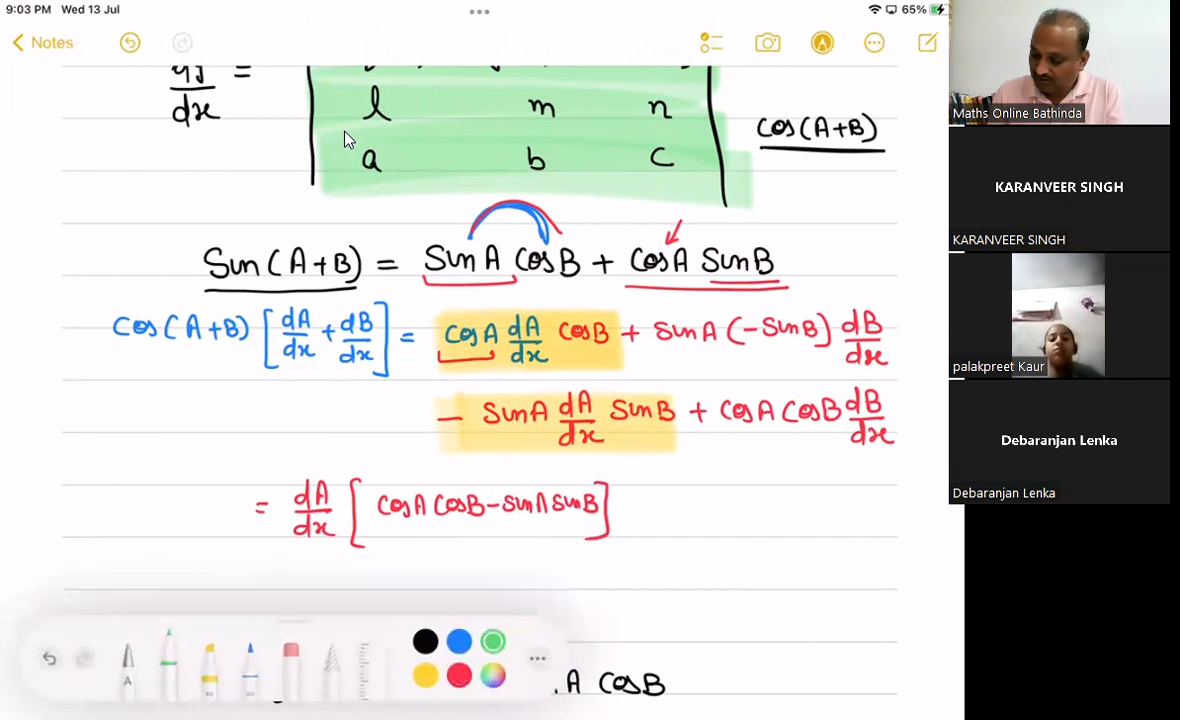 9:03 PM Wed 13 Jul
65%
Notes
dx =
l m n
a b c
cos(A+B)
Sin(A+B) = SinA cosB + cosA SinB
cos(A+B) [dA/dx + dB/dx] = cosA dA/dx cosB + sinA(-sinB) dB/dx
- sinA dA/dx sinB + cosA cosB dB/dx
= dA/dx [cosA cosB - sinA sinB]
A cosB
A
Maths Online Bathinda
KARANVEER SINGH
KARANVEER SINGH
palakpreet Kaur
Debaranjan Lenka
Debaranjan Lenka